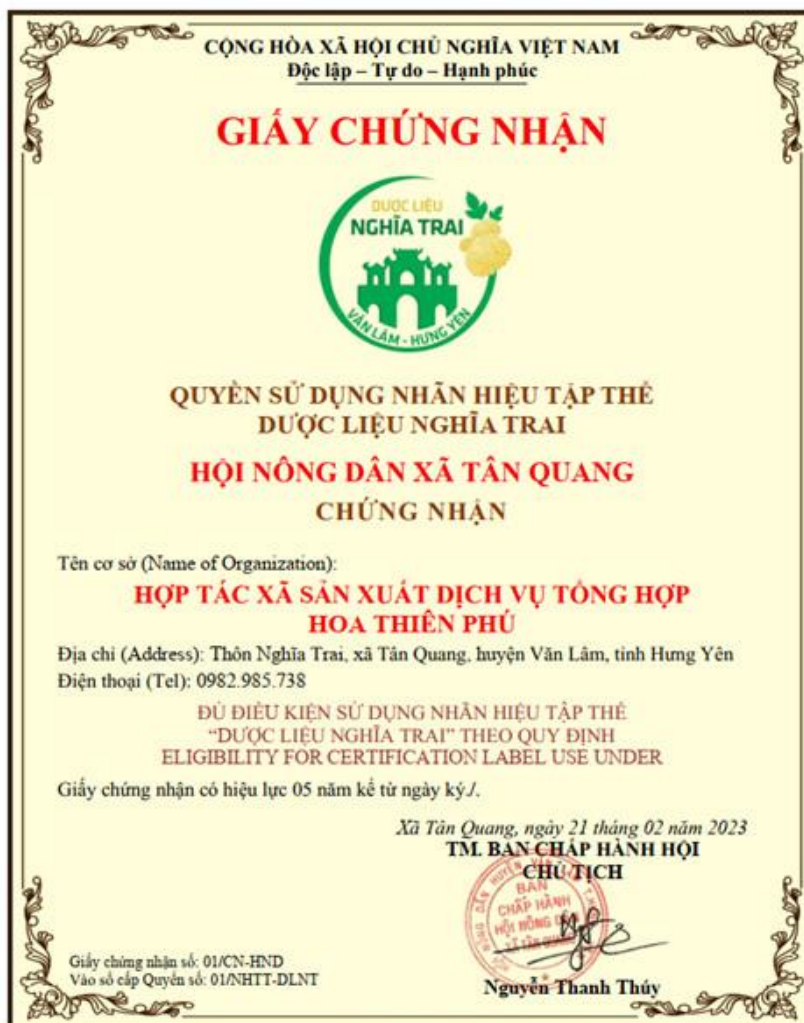 CỘNG HÒA XÃ HỘI CHỦ NGHĨA VIỆT NAM
Độc lập – Tự do – Hạnh phúc
GIẤY CHỨNG NHẬN
DƯỢC LIỆU
NGHĨA TRAI
VĂN LÂM - HƯNG YÊN
QUYỀN SỬ DỤNG NHÃN HIỆU TẬP THỂ
DƯỢC LIỆU NGHĨA TRAI
HỘI NÔNG DÂN XÃ TÂN QUANG
CHỨNG NHẬN
Tên cơ sở (Name of Organization):
HỢP TÁC XÃ SẢN XUẤT DỊCH VỤ TỔNG HỢP
HOA THIÊN PHÚ
Địa chỉ (Address): Thôn Nghĩa Trai, xã Tân Quang, huyện Văn Lâm, tỉnh Hưng Yên
Điện thoại (Tel): 0982.985.738
ĐỦ ĐIỀU KIỆN SỬ DỤNG NHÃN HIỆU TẬP THỂ
“DƯỢC LIỆU NGHĨA TRAI” THEO QUY ĐỊNH
ELIGIBILITY FOR CERTIFICATION LABEL USE UNDER
Giấy chứng nhận có hiệu lực 05 năm kể từ ngày ký./.
Xã Tân Quang, ngày 21 tháng 02 năm 2023
TM. BAN CHẤP HÀNH HỘI
CHỦ TỊCH
BAN
CHẤP HÀNH
HỘI NÔNG DÂN
XÃ TÂN QUANG
Nguyễn Thanh Thúy
Giấy chứng nhận số: 01/CN-HND
Vào sổ cấp Quyển số: 01/NHTT-DLNT